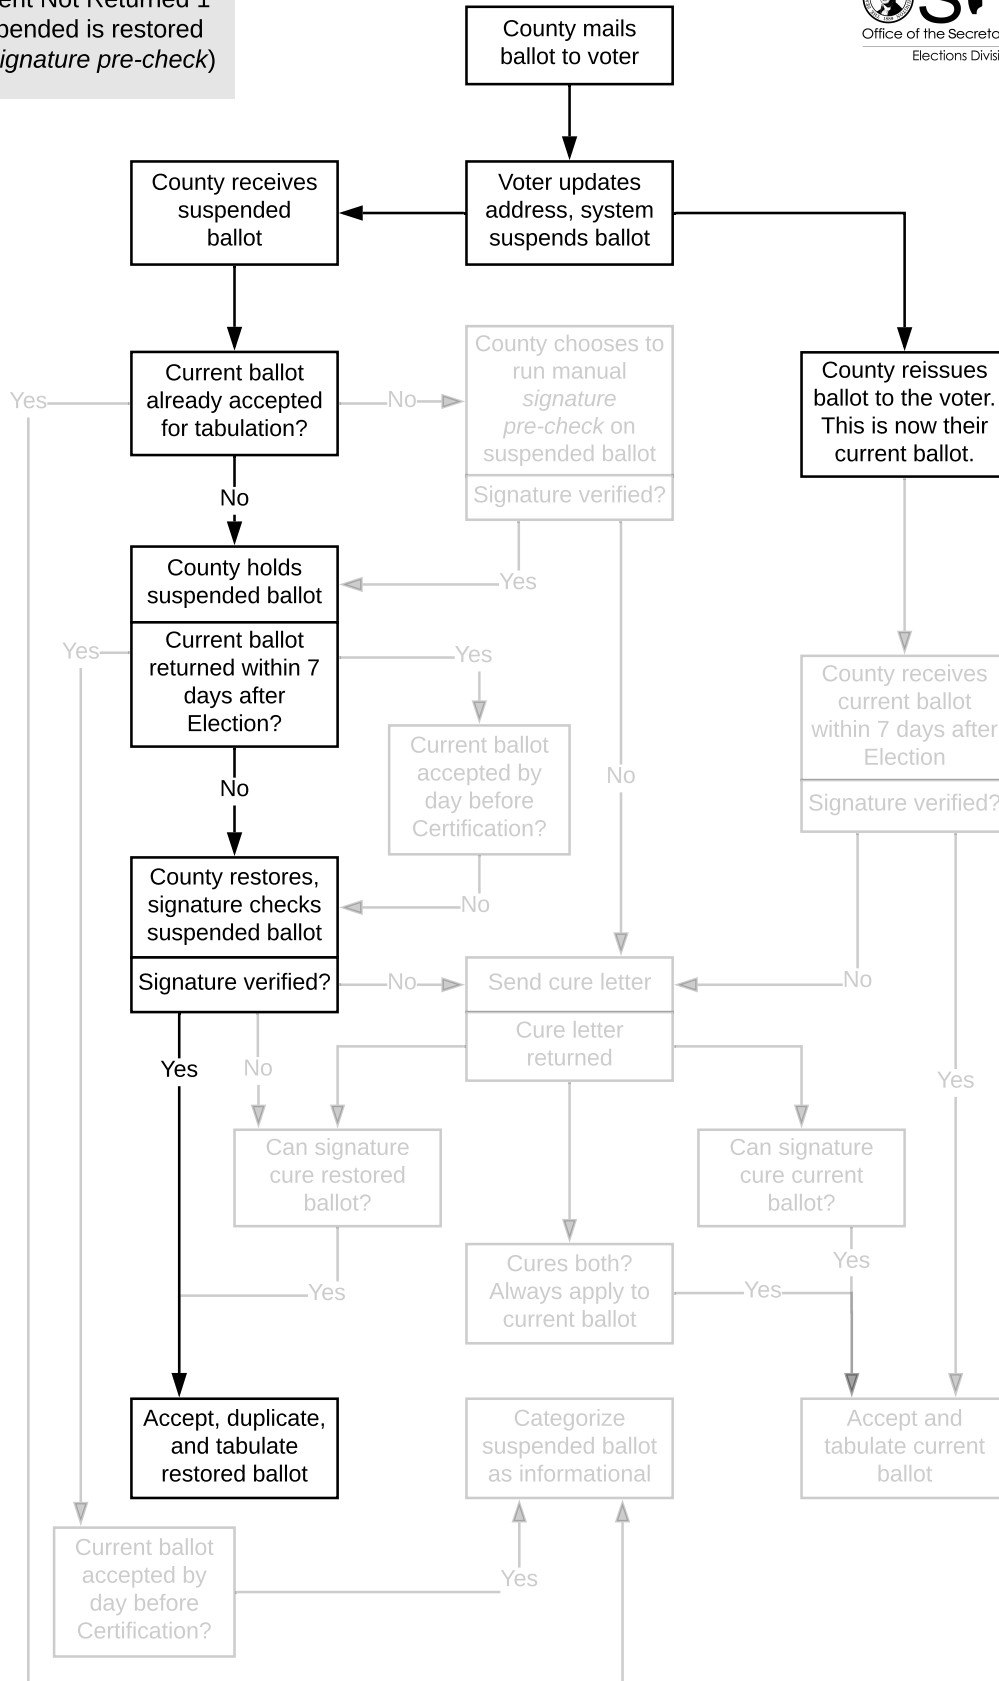 ent Not Returned 1
pended is restored
ignature pre-check)
Office of the Secreta
Elections Divisi
County mails
ballot to voter
County receives
suspended
ballot
Voter updates
address, system
suspends ballot
Current ballot
already accepted
for tabulation?
County chooses to
run manual
signature
pre-check on
suspended ballot
Signature verified?
County reissues
ballot to the voter.
This is now their
current ballot.
Yes
No
No
County holds
suspended ballot
Current ballot
returned within 7
days after
Election?
Yes
Yes
Yes
No
No
Current ballot
accepted by
day before
Certification?
County receives
current ballot
within 7 days after
Election
Signature verified?
County restores,
signature checks
suspended ballot
Signature verified?
No
No
Send cure letter
Cure letter
returned
No
Yes
No
Yes
Can signature
cure restored
ballot?
Can signature
cure current
ballot?
Cures both?
Always apply to
current ballot
Yes
Yes
Yes
Accept, duplicate,
and tabulate
restored ballot
Categorize
suspended ballot
as informational
Accept and
tabulate current
ballot
Current ballot
accepted by
day before
Certification?
Yes